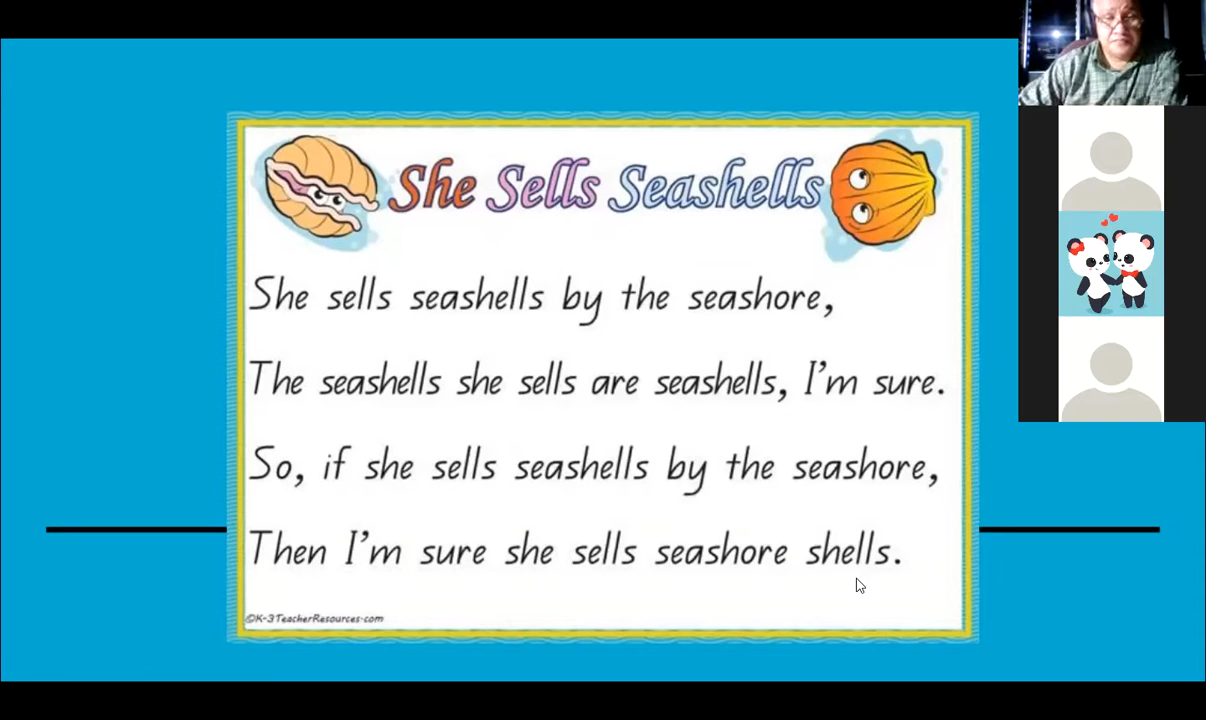 She Sells Seashells
She sells seashells by the seashore,
The seashells she sells are seashells, I'm sure.
So, if she sells seashells by the seashore,
Then I'm sure she sells seashore shells.
©K-3TeacherResources.com